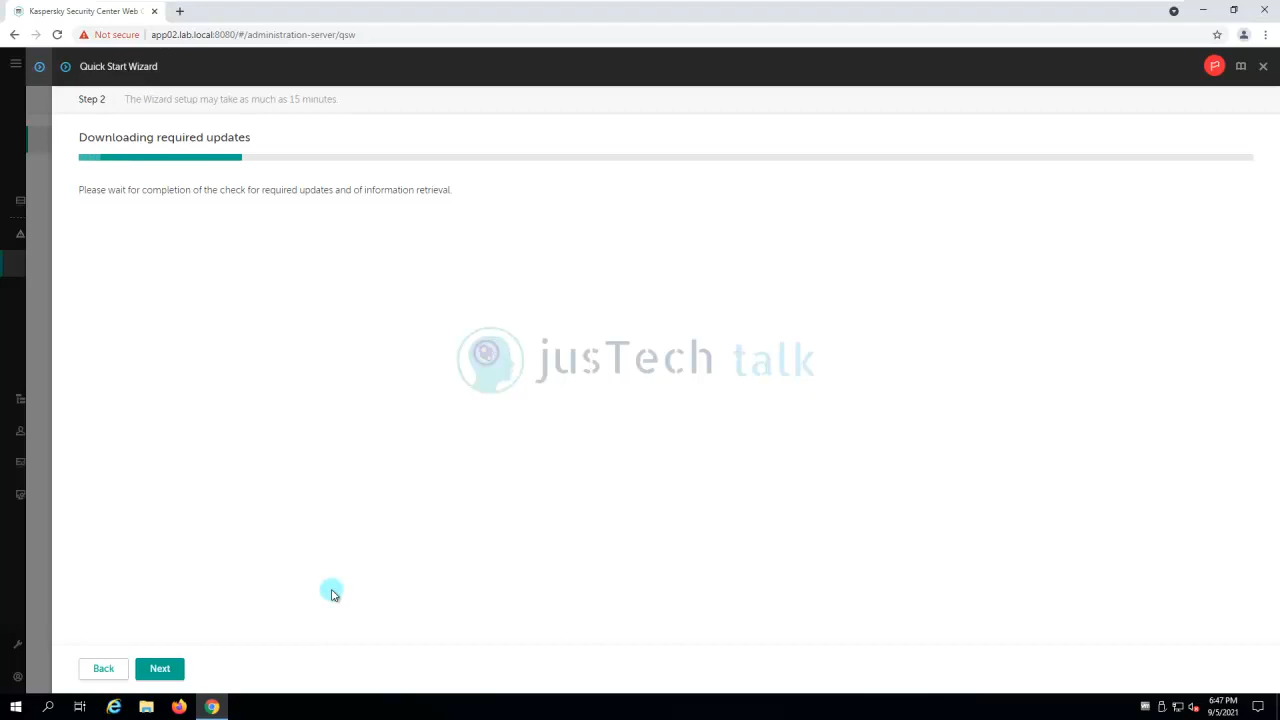 Kaspersky Security Center Web C
Not secure
app02.lab.local:8080/#/administration-server/qsw
Quick Start Wizard
Step 2
The Wizard setup may take as much as 15 minutes.
Downloading required updates
Please wait for completion of the check for required updates and of information retrieval.
jusTech talk
Back
Next
6:47 PM
9/5/2021